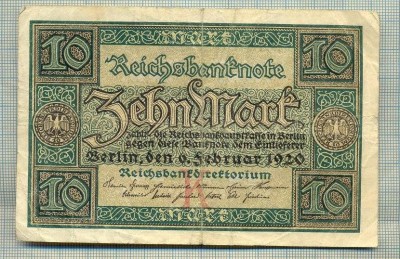 10 MARK 10
Reichsbanknote
Zehn Mark
zahlt die Reichsbankhauptkasse in Berlin
gegen diese Banknote dem Einlieferer
Berlin, den 6. Februar 1920
Reichsbankdirektorium
10 10